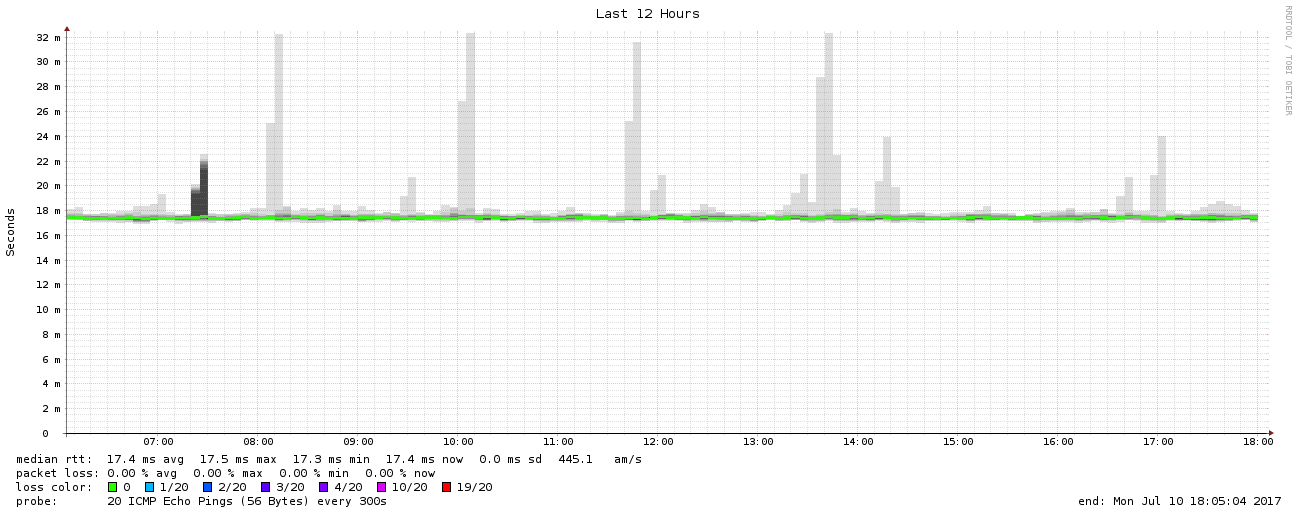 Last 12 Hours
RRDTOOL / TOBI OETIKER
Seconds
32 m
30 m
28 m
26 m
24 m
22 m
20 m
18 m
16 m
14 m
12 m
10 m
8 m
6 m
4 m
2 m
0
07:00 08:00 09:00 10:00 11:00 12:00 13:00 14:00 15:00 16:00 17:00 18:00
median rtt: 17.4 ms avg 17.5 ms max 17.3 ms min 17.4 ms now 0.0 ms sd 445.1 am/s
packet loss: 0.00 % avg 0.00 % max 0.00 % min 0.00 % now
loss color: 0 1/20 2/20 3/20 4/20 10/20 19/20
probe: 20 ICMP Echo Pings (56 Bytes) every 300s end: Mon Jul 10 18:05:04 2017